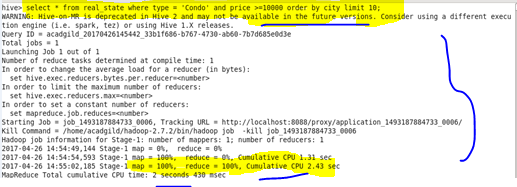 hive> select * from real_state where type = 'Condo' and price >=10000 order by city limit 10;
WARNING: Hive-on-MR is deprecated in Hive 2 and may not be available in the future versions. Consider using a different execu
tion engine (i.e. spark, tez) or using Hive 1.X releases.
Query ID = acadgild_20170426145442_33b1f686-b767-4730-ab60-7b7d685e0d3e
Total jobs = 1
Launching Job 1 out of 1
Number of reduce tasks determined at compile time: 1
In order to change the average load for a reducer (in bytes):
set hive.exec.reducers.bytes.per.reducer=<number>
In order to limit the maximum number of reducers:
set hive.exec.reducers.max=<number>
In order to set a constant number of reducers:
set mapreduce.job.reduces=<number>
Starting Job = job_1493187884733_0006, Tracking URL = http://localhost:8088/proxy/application_1493187884733_0006/
Kill Command = /home/acadgild/hadoop-2.7.2/bin/hadoop job -kill job_1493187884733_0006
Hadoop job information for Stage-1: number of mappers: 1; number of reducers: 1
2017-04-26 14:54:49,144 Stage-1 map = 0%, reduce = 0%
2017-04-26 14:54:54,593 Stage-1 map = 100%, reduce = 0%, Cumulative CPU 1.31 sec
2017-04-26 14:55:02,185 Stage-1 map = 100%, reduce = 100%, Cumulative CPU 2.43 sec
MapReduce Total cumulative CPU time: 2 seconds 430 msec